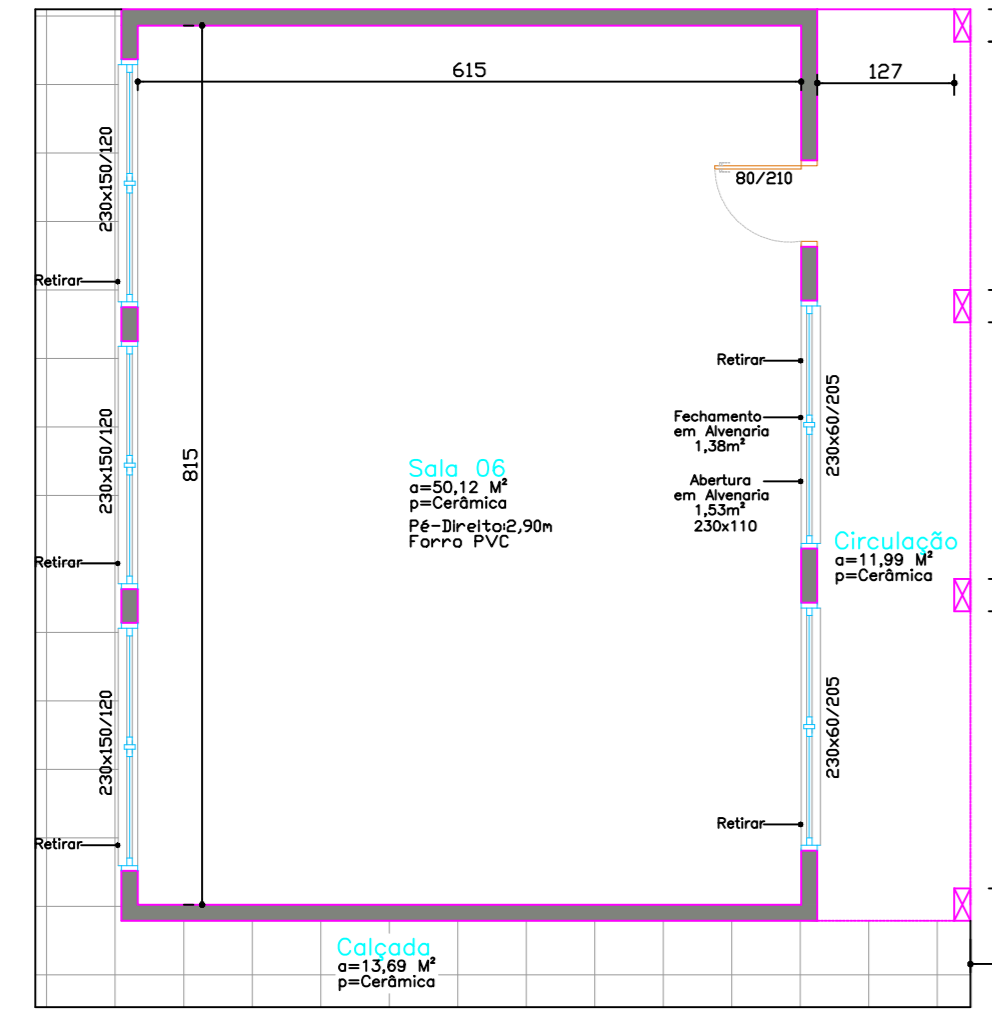 615
127
80/210
230x150/120
Retirar
Retirar
230x60/205
Fechamento
em Alvenaria
1,38m²
815
230x150/120
Sala 06
a=50,12 M²
p=Cerâmica
Pé-Direito:2,90m
Forro PVC
Abertura
em Alvenaria
1,53m²
230x110
Circulação
a=11,99 M²
p=Cerâmica
Retirar
230x150/120
230x60/205
Retirar
Retirar
Calçada
a=13,69 M²
p=Cerâmica